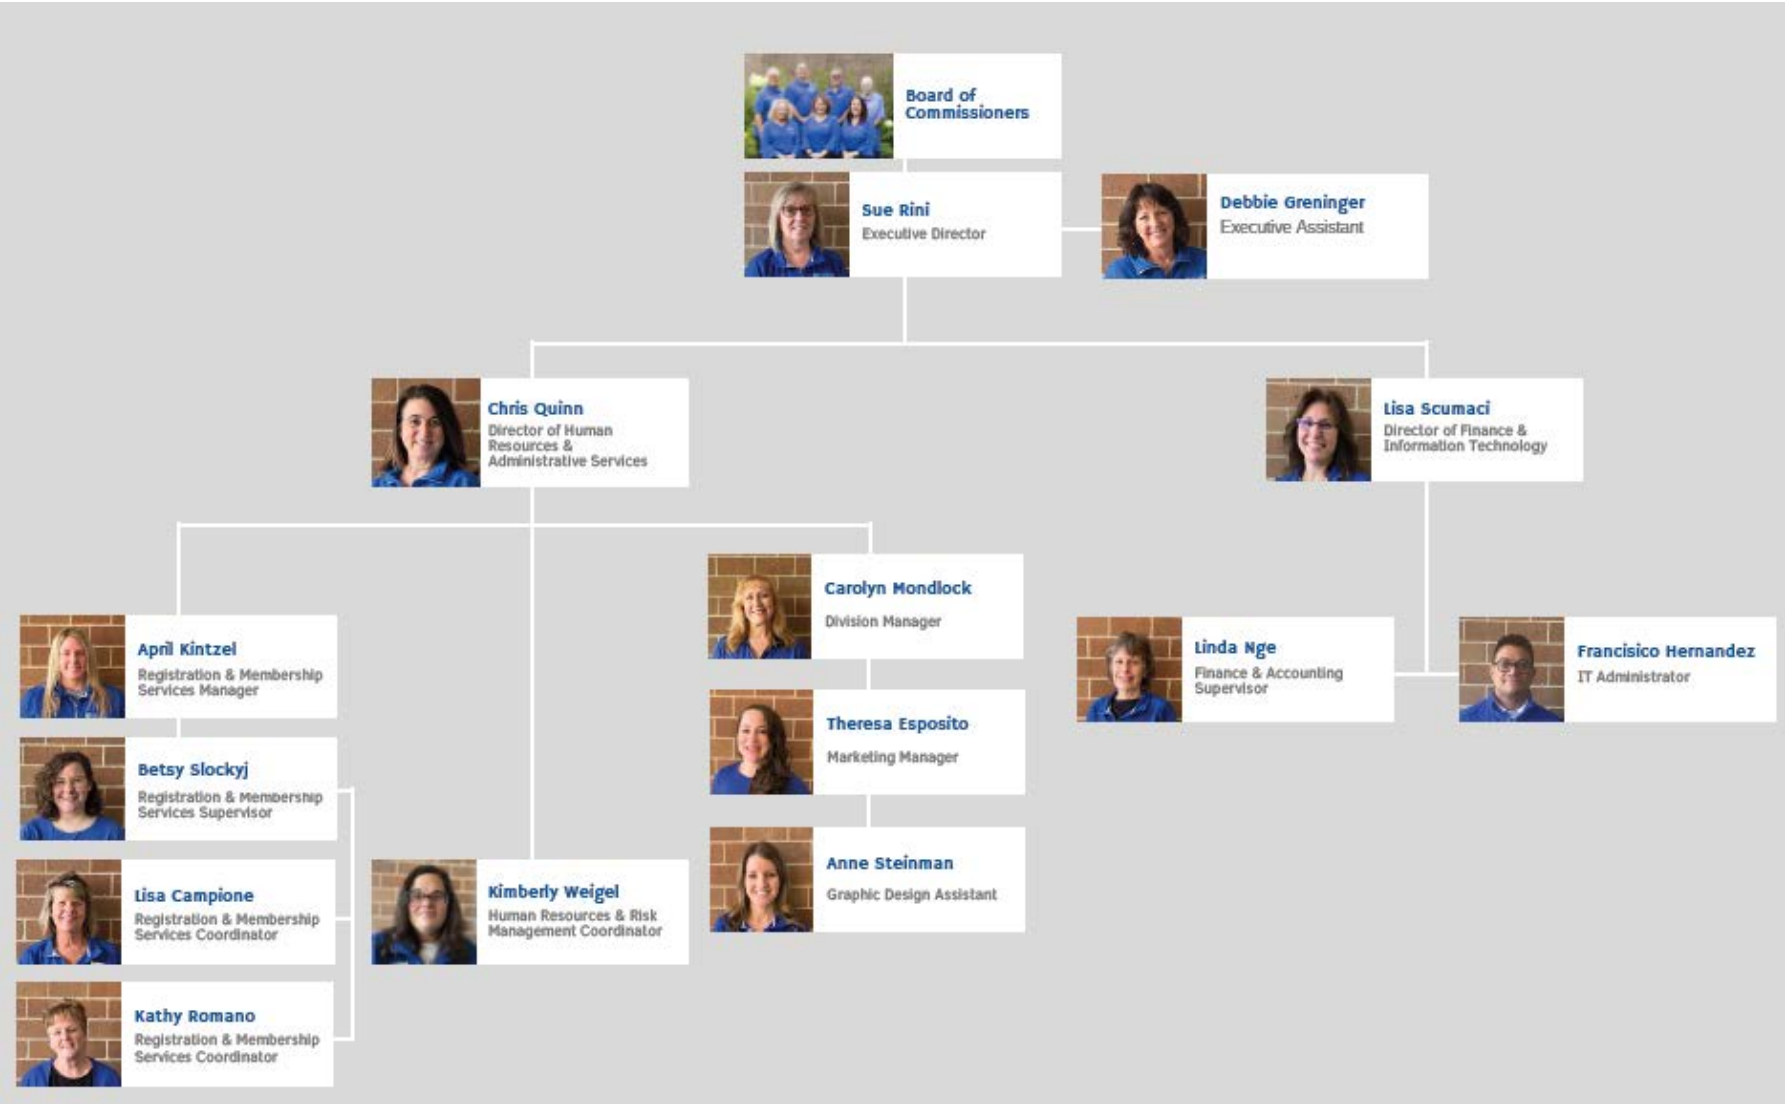 Board of
Commissioners
Sue Rini
Executive Director
Debbie Greninger
Executive Assistant
Chris Quinn
Director of Human
Resources &
Administrative Services
Lisa Scumaci
Director of Finance &
Information Technology
April Kintzel
Registration & Membership
Services Manager
Betsy Slockyj
Registration & Membership
Services Supervisor
Lisa Campione
Registration & Membership
Services Coordinator
Kathy Romano
Registration & Membership
Services Coordinator
Kimberly Weigel
Human Resources & Risk
Management Coordinator
Carolyn Mondlock
Division Manager
Theresa Esposito
Marketing Manager
Anne Steinman
Graphic Design Assistant
Linda Nge
Finance & Accounting
Supervisor
Francisico Hernandez
IT Administrator